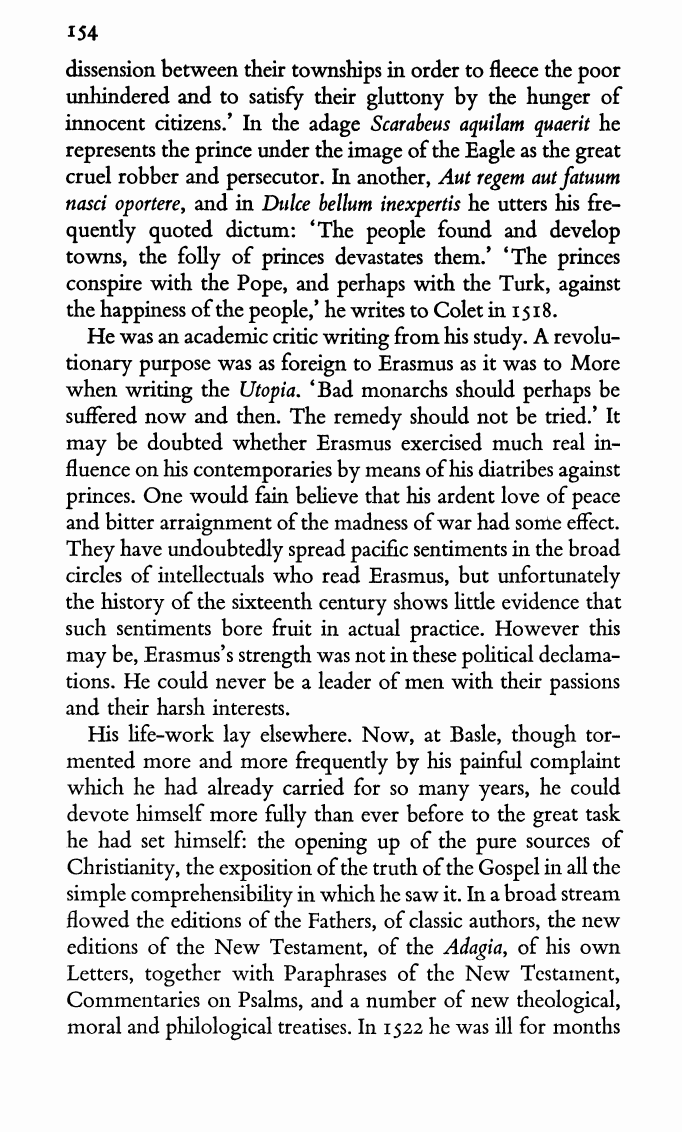 154
dissension between their townships in order to fleece the poor
unhindered and to satisfy their gluttony by the hunger of
innocent citizens.’ In the adage Scarabeus aquilam quaerit he
represents the prince under the image of the Eagle as the great
cruel robber and persecutor. In another, Aut regem aut fatuum
nasci oportere, and in Dulce bellum inexpertis he utters his fre-
quently quoted dictum: ‘The people found and develop
towns, the folly of princes devastates them.’ ‘The princes
conspire with the Pope, and perhaps with the Turk, against
the happiness of the people,’ he writes to Colet in 1518.
He was an academic critic writing from his study. A revolu-
tionary purpose was as foreign to Erasmus as it was to More
when writing the Utopia. ‘Bad monarchs should perhaps be
suffered now and then. The remedy should not be tried.’ It
may be doubted whether Erasmus exercised much real in-
fluence on his contemporaries by means of his diatribes against
princes. One would fain believe that his ardent love of peace
and bitter arraignment of the madness of war had some effect.
They have undoubtedly spread pacific sentiments in the broad
circles of intellectuals who read Erasmus, but unfortunately
the history of the sixteenth century shows little evidence that
such sentiments bore fruit in actual practice. However this
may be, Erasmus’s strength was not in these political declama-
tions. He could never be a leader of men with their passions
and their harsh interests.
His life-work lay elsewhere. Now, at Basle, though tor-
mented more and more frequently by his painful complaint
which he had already carried for so many years, he could
devote himself more fully than ever before to the great task
he had set himself: the opening up of the pure sources of
Christianity, the exposition of the truth of the Gospel in all the
simple comprehensibility in which he saw it. In a broad stream
flowed the editions of the Fathers, of classic authors, the new
editions of the New Testament, of the Adagia, of his own
Letters, together with Paraphrases of the New Testament,
Commentaries on Psalms, and a number of new theological,
moral and philological treatises. In 1522 he was ill for months